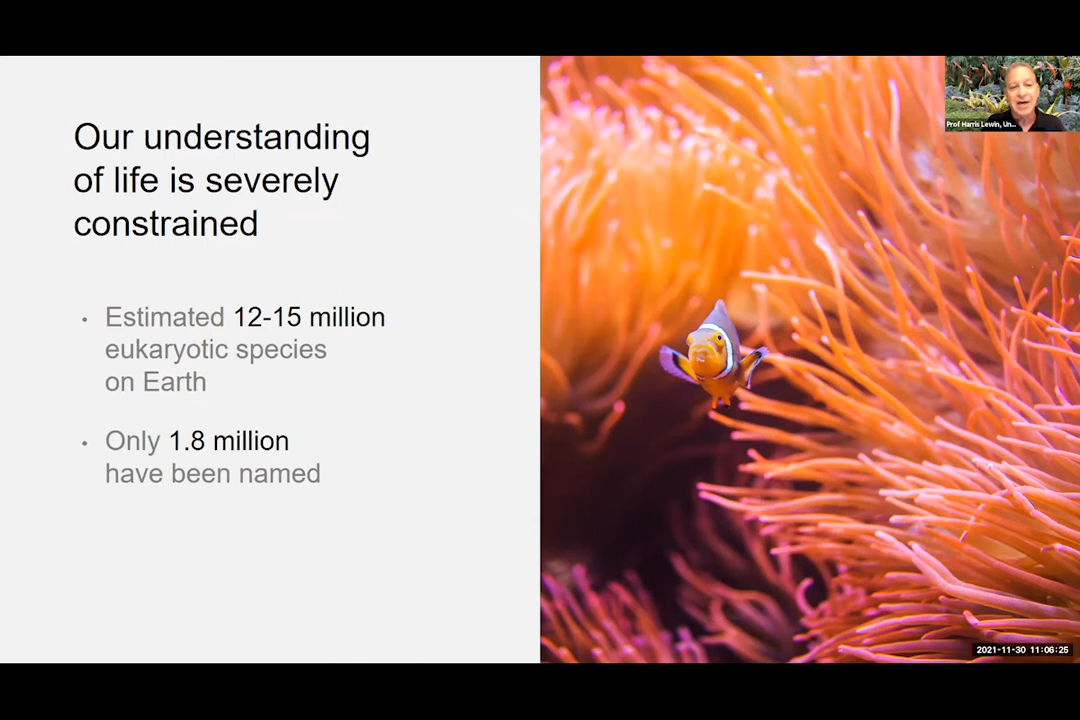 Our understanding
of life is severely
constrained
• Estimated 12-15 million
eukaryotic species
on Earth
• Only 1.8 million
have been named
Prof Harris Lewin, Un...
2021-11-30 11:06:25